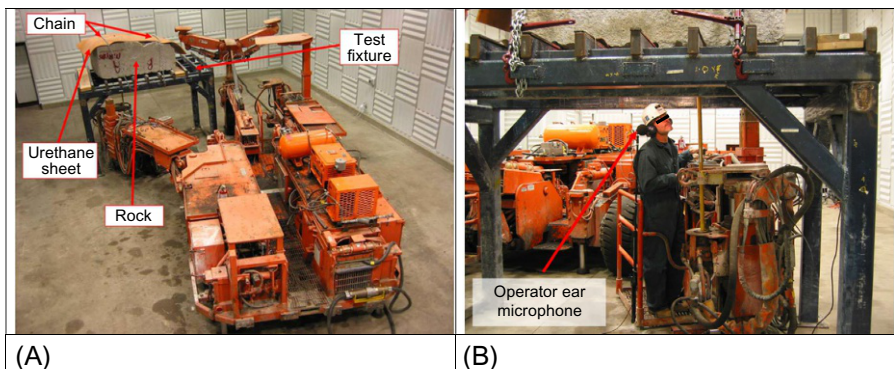 Chain
Test
fixture
Urethane
sheet
Rock
Operator ear
microphone
(A)
(B)